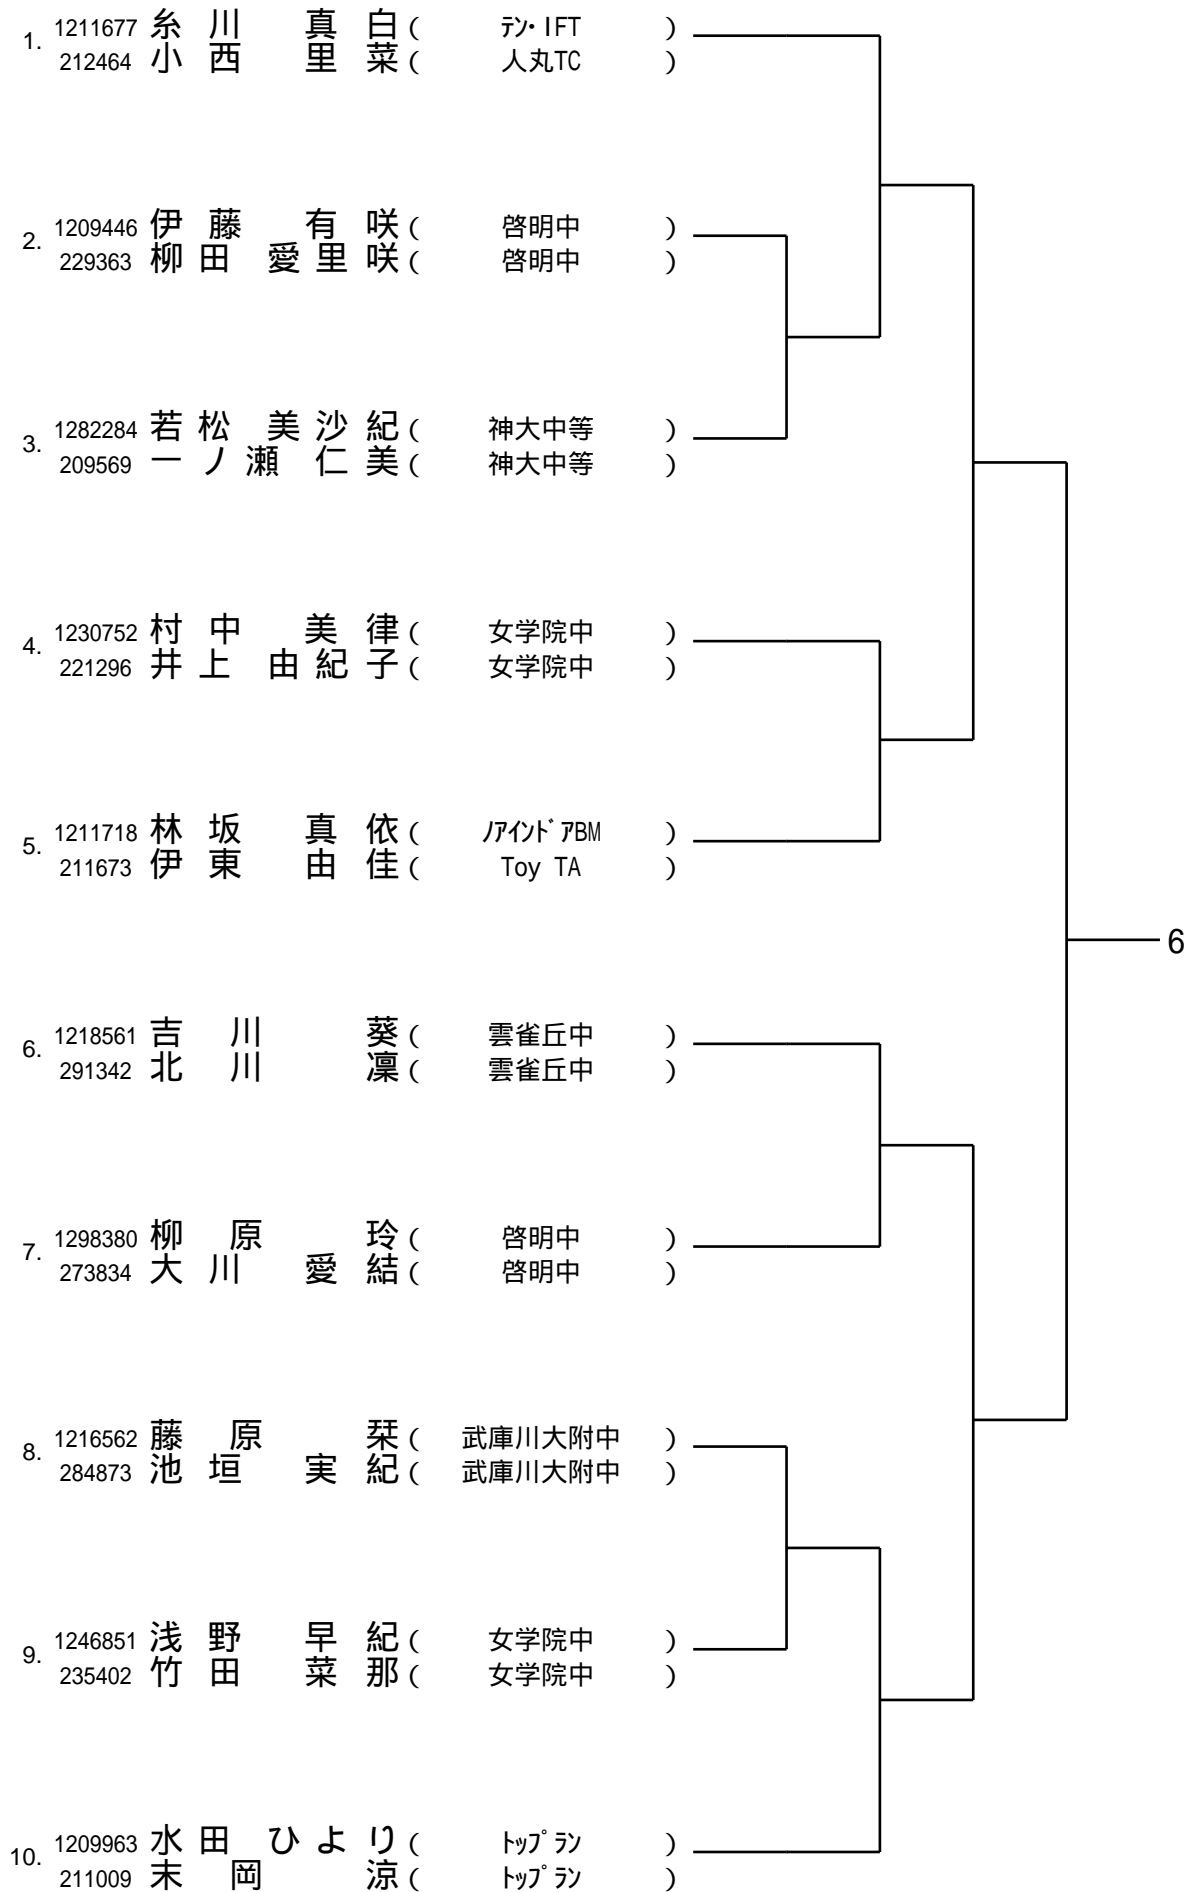 1. 1211677 糸川 真白 ( テン・IFT )
212464 小西 里菜 ( 人丸TC )
2. 1209446 伊藤 有咲 ( 啓明中 )
229363 柳田 愛里咲 ( 啓明中 )
3. 1282284 若松 美沙紀 ( 神大中等 )
209569 一ノ瀬 仁美 ( 神大中等 )
4. 1230752 村中 美律 ( 女学院中 )
221296 井上 由紀子 ( 女学院中 )
5. 1211718 林坂 真依 ( ノアインドアBM )
211673 伊東 由佳 ( Toy TA )
6
6. 1218561 吉川 葵 ( 雲雀丘中 )
291342 北川 凜 ( 雲雀丘中 )
7. 1298380 柳原 玲 ( 啓明中 )
273834 大川 愛結 ( 啓明中 )
8. 1216562 藤原 栞 ( 武庫川大附中 )
284873 池垣 実紀 ( 武庫川大附中 )
9. 1246851 浅野 早紀 ( 女学院中 )
235402 竹田 菜那 ( 女学院中 )
10. 1209963 水田 ひより ( トップラン )
211009 末岡 涼 ( トップラン )